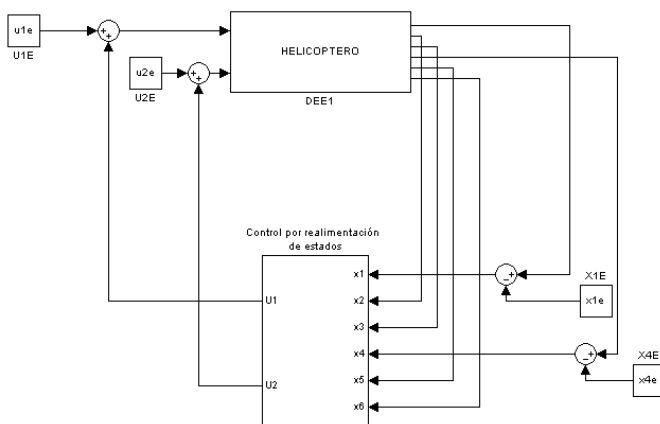 u1e
U1E
u2e
U2E
HELICOPTERO
DEE1
Control por realimentación
de estados
U1
U2
x1
x2
x3
x4
x5
x6
X1E
x1e
X4E
x4e